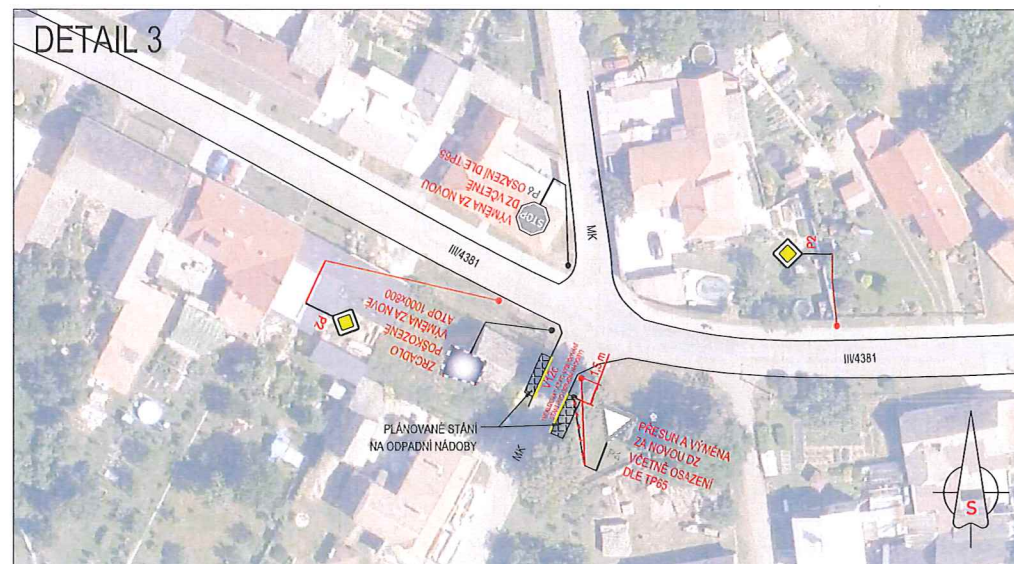 DETAIL 3
VÝMĚNA ZA NOVOU
DZ VČETNĚ
OSAZENÍ DLE TP65
P6
STOP
MK
III/4381
P2
P2
ZRCADLO
POŠKOZENÉ
VÝMĚNA ZA NOVÉ
ATOP 1000x800
III/4381
V12c
PLÁNOVANÉ STÁNÍ
NA ODPADNÍ NÁDOBY
MK
P4
PŘESUN A VÝMĚNA
ZA NOVOU DZ
VČETNĚ OSAZENÍ
DLE TP65
S